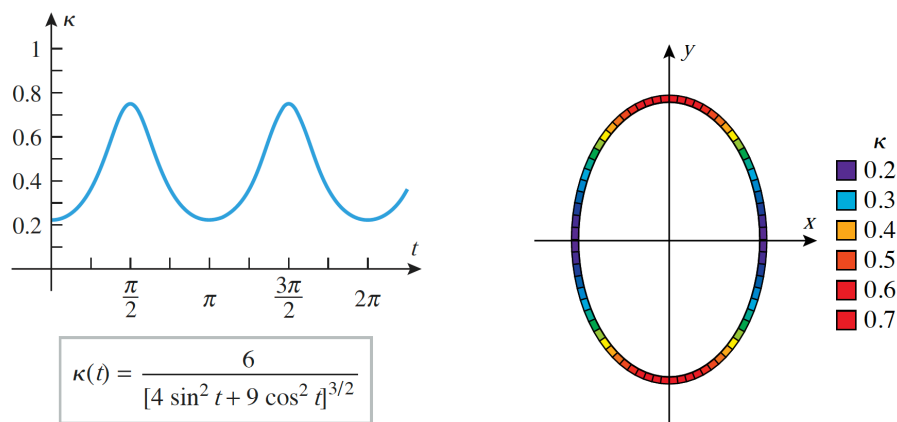 κ
1
0.8
0.6
0.4
0.2
t
π/2
π
3π/2
2π
κ(t) = 6 / [4 sin² t + 9 cos² t]^3/2
y
x
κ
0.2
0.3
0.4
0.5
0.6
0.7